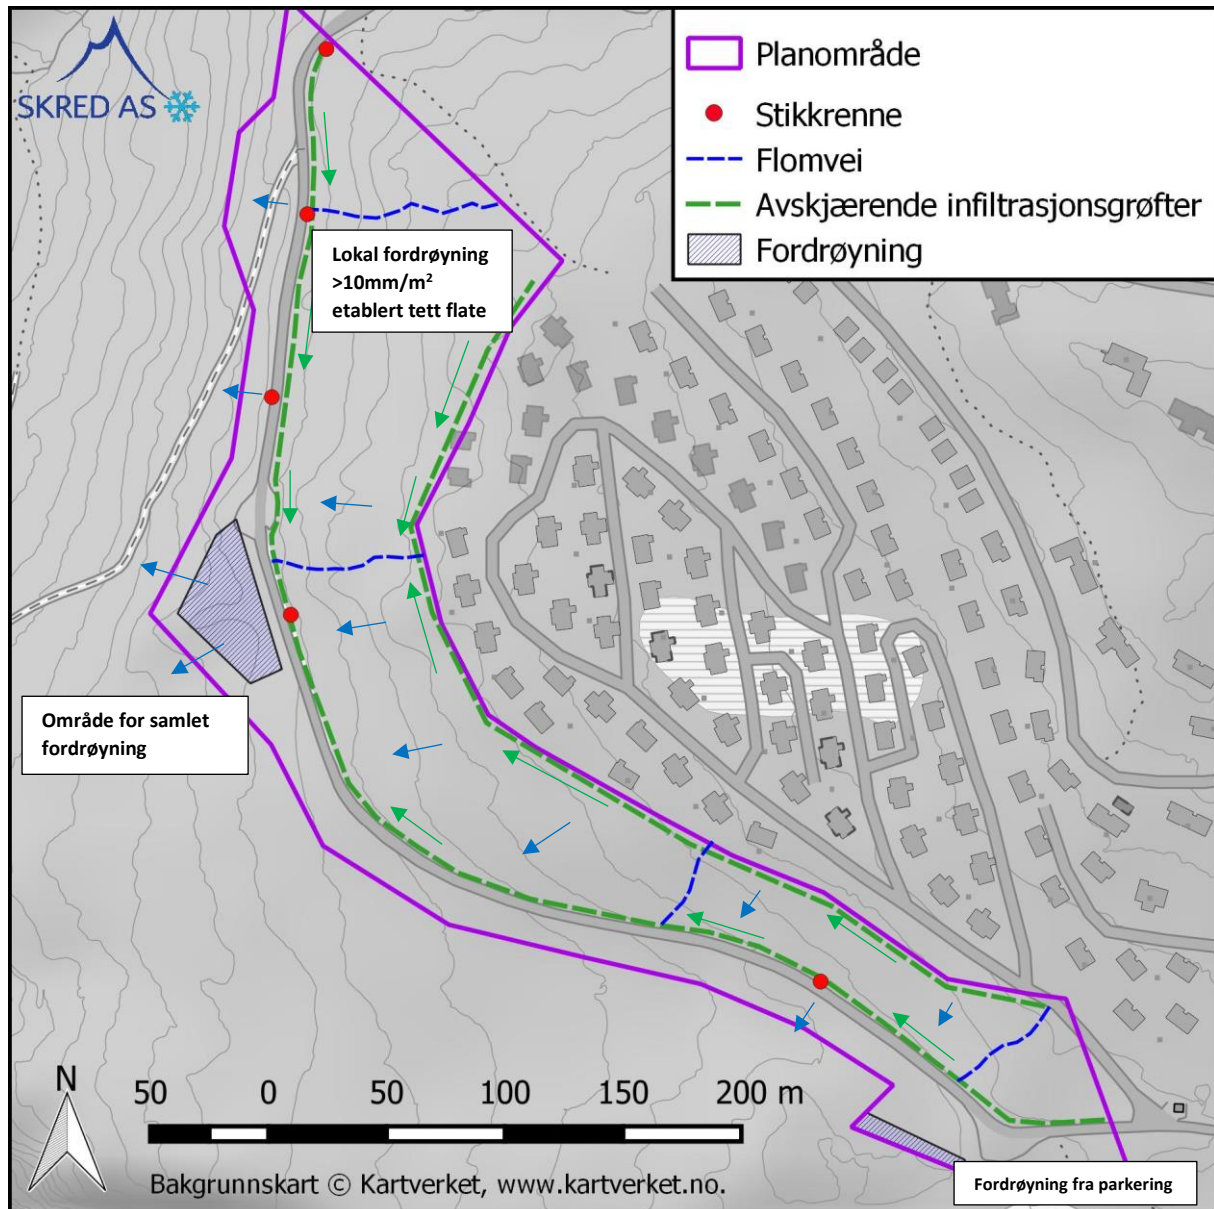 SKRED AS
Planområde
Stikkrenne
Flomvei
Avskjærende infiltrasjonsgrøfter
Fordrøyning
Lokal fordrøyning
>10mm/m²
etablert tett flate
Område for samlet
fordrøyning
N
50 0 50 100 150 200 m
Bakgrunnskart © Kartverket, www.kartverket.no.
Fordrøyning fra parkering